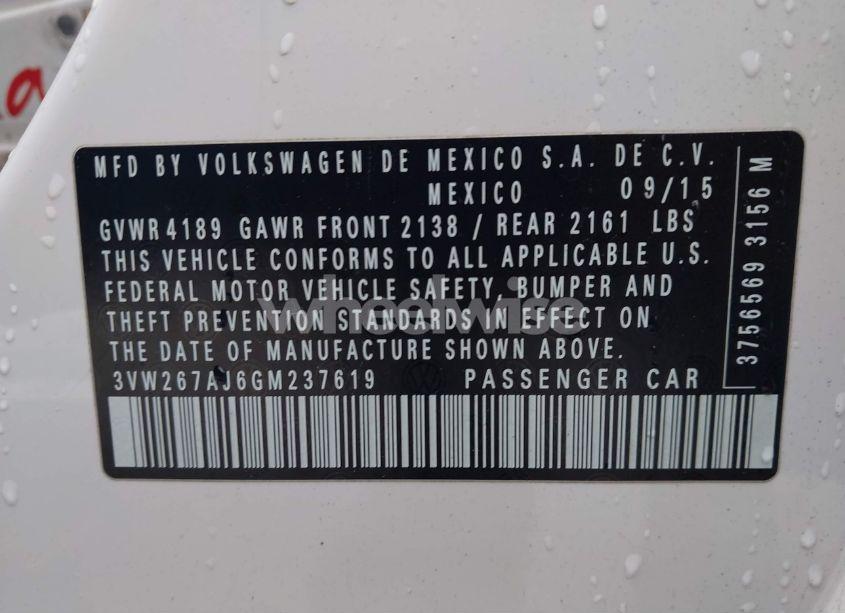 MFD BY VOLKSWAGEN DE MEXICO S.A. DE C.V.
MEXICO 09/15
GVWR 4189 GAWR FRONT 2138 / REAR 2161 LBS
THIS VEHICLE CONFORMS TO ALL APPLICABLE U.S.
FEDERAL MOTOR VEHICLE SAFETY, BUMPER AND
THEFT PREVENTION STANDARDS IN EFFECT ON
THE DATE OF MANUFACTURE SHOWN ABOVE.
3VW267AJ6GM237619 PASSENGER CAR
3756569 3156 M
wheelwise